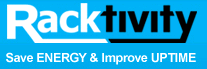 Racktivity
Save ENERGY & Improve UPTIME